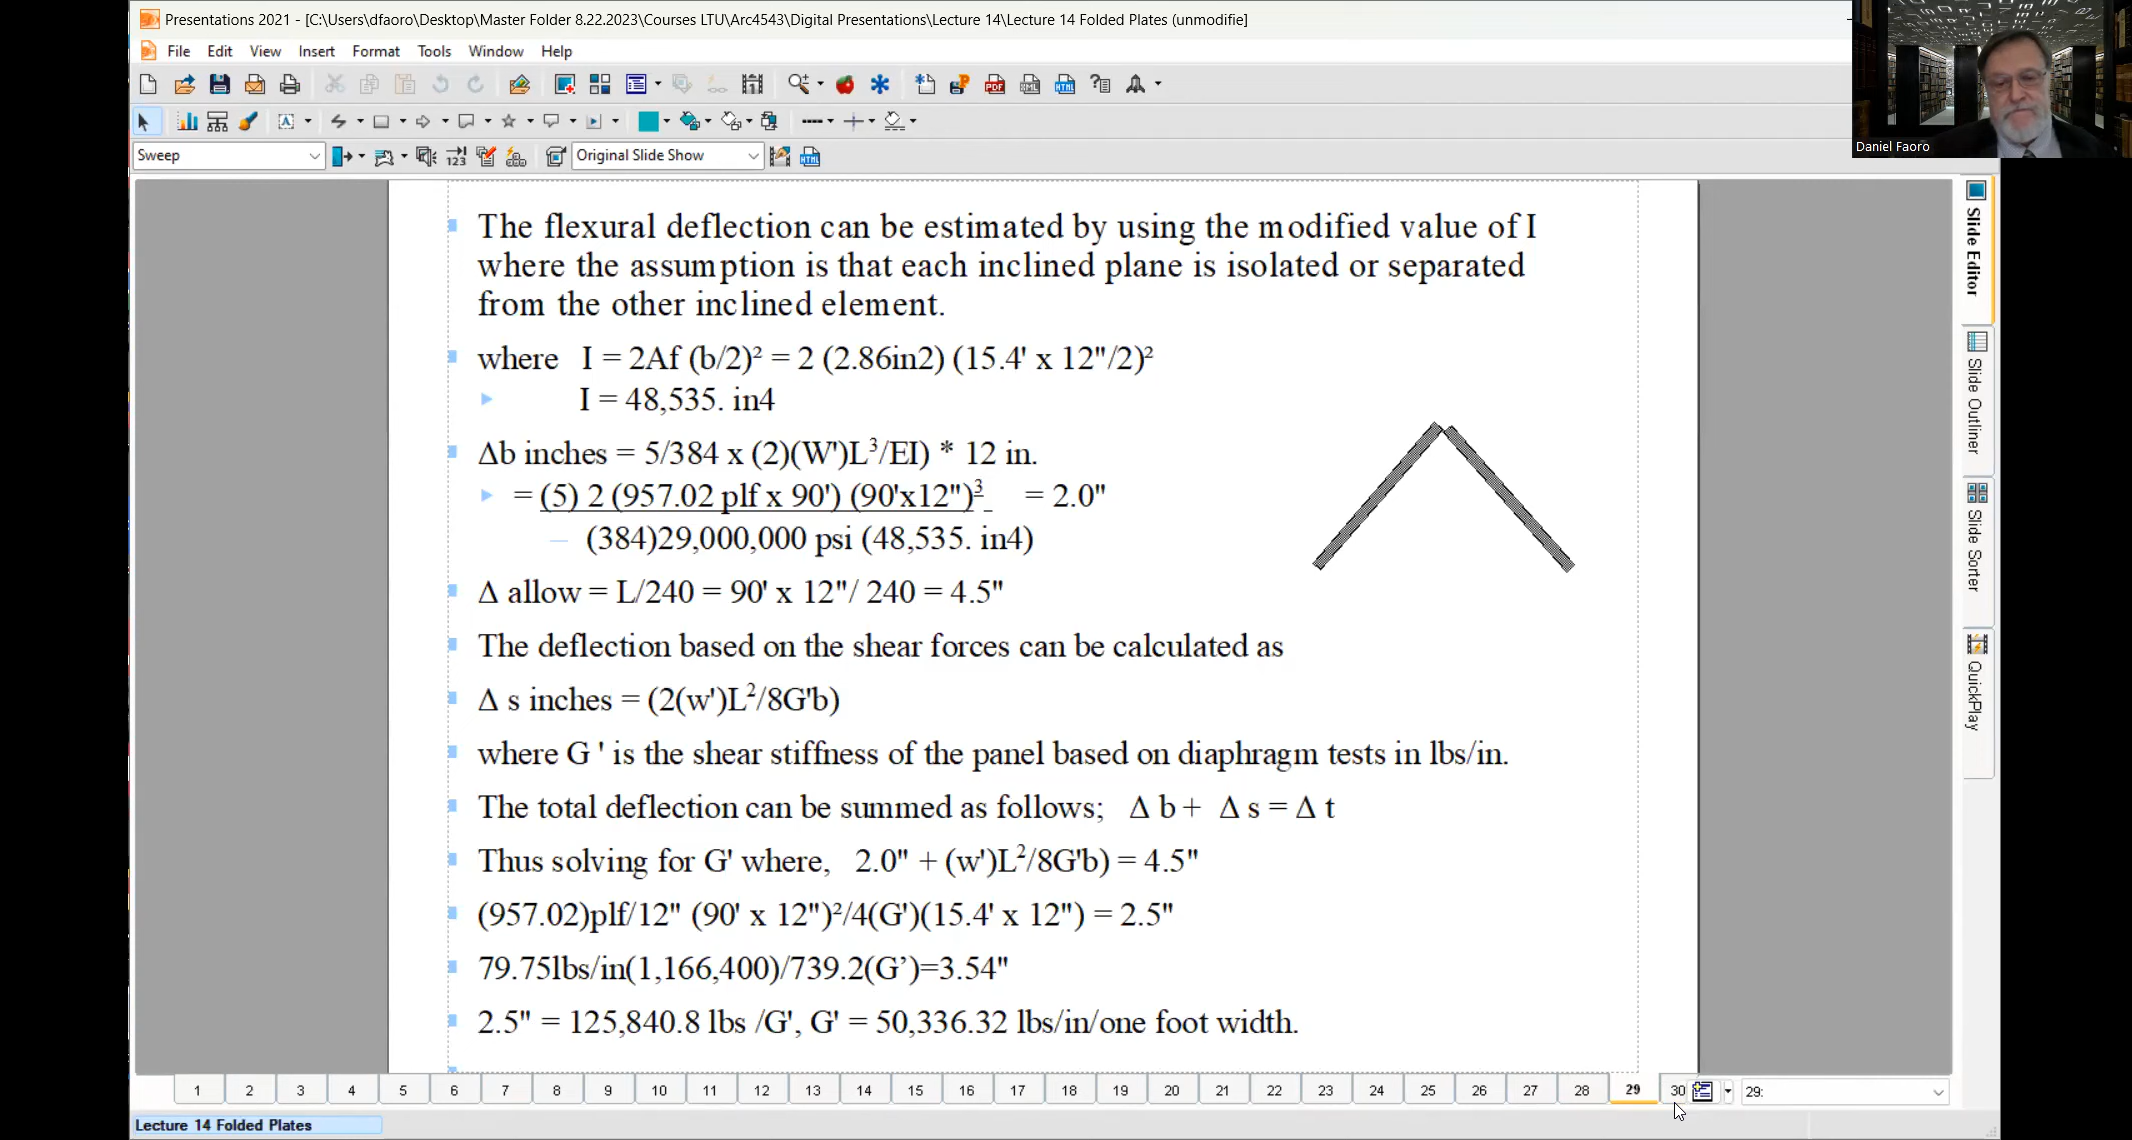 Presentations 2021 - [C:\Users\dfaoro\Desktop\Master Folder 8.22.2023\Courses LTU\Arc4543\Digital Presentations\Lecture 14\Lecture 14 Folded Plates (unmodifie]
File Edit View Insert Format Tools Window Help
Sweep
Original Slide Show
Daniel Faoro
The flexural deflection can be estimated by using the modified value of I
where the assumption is that each inclined plane is isolated or separated
from the other inclined element.
where I = 2Af (b/2)² = 2 (2.86in2) (15.4' x 12"/2)²
I = 48,535. in4
Δb inches = 5/384 x (2)(W')L³/EI) * 12 in.
= (5) 2 (957.02 plf x 90') (90'x12")³ = 2.0"
(384)29,000,000 psi (48,535. in4)
Δ allow = L/240 = 90' x 12"/ 240 = 4.5"
The deflection based on the shear forces can be calculated as
Δ s inches = (2(w')L²/8G'b)
where G ' is the shear stiffness of the panel based on diaphragm tests in lbs/in.
The total deflection can be summed as follows; Δ b + Δ s = Δ t
Thus solving for G' where, 2.0" + (w')L²/8G'b) = 4.5"
(957.02)plf/12" (90' x 12")²/4(G')(15.4' x 12") = 2.5"
79.75lbs/in(1,166,400)/739.2(G’)=3.54"
2.5" = 125,840.8 lbs /G', G' = 50,336.32 lbs/in/one foot width.
Slide Editor
Slide Outliner
Slide Sorter
QuickPlay
1 2 3 4 5 6 7 8 9 10 11 12 13 14 15 16 17 18 19 20 21 22 23 24 25 26 27 28 29 30 29:
Lecture 14 Folded Plates